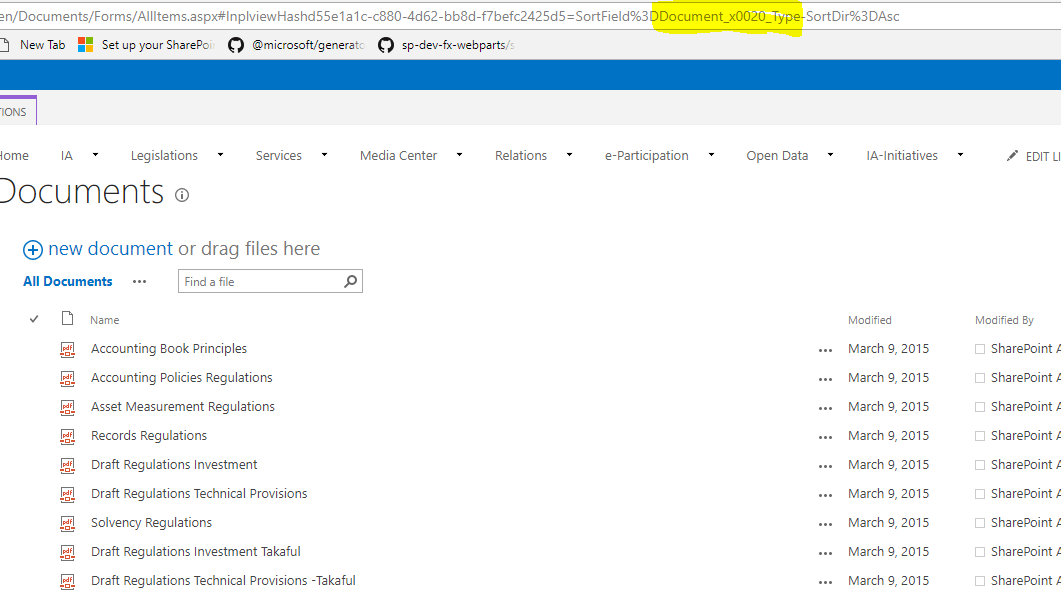 en/Documents/Forms/AllItems.aspx#InplviewHashd55e1a1c-c880-4d62-bb8d-f7befc2425d5=SortField%3DDocument_x0020_Type-SortDir%3DAsc
New Tab Set up your SharePoi @microsoft/generato sp-dev-fx-webparts/s
TIONS
Home IA Legislations Services Media Center Relations e-Participation Open Data IA-Initiatives EDIT LI
Documents
new document or drag files here
All Documents ... Find a file
Name Modified Modified By
pdf Accounting Book Principles ... March 9, 2015 SharePoint A
pdf Accounting Policies Regulations ... March 9, 2015 SharePoint A
pdf Asset Measurement Regulations ... March 9, 2015 SharePoint A
pdf Records Regulations ... March 9, 2015 SharePoint A
pdf Draft Regulations Investment ... March 9, 2015 SharePoint A
pdf Draft Regulations Technical Provisions ... March 9, 2015 SharePoint A
pdf Solvency Regulations ... March 9, 2015 SharePoint A
pdf Draft Regulations Investment Takaful ... March 9, 2015 SharePoint A
pdf Draft Regulations Technical Provisions -Takaful ... March 9, 2015 SharePoint A